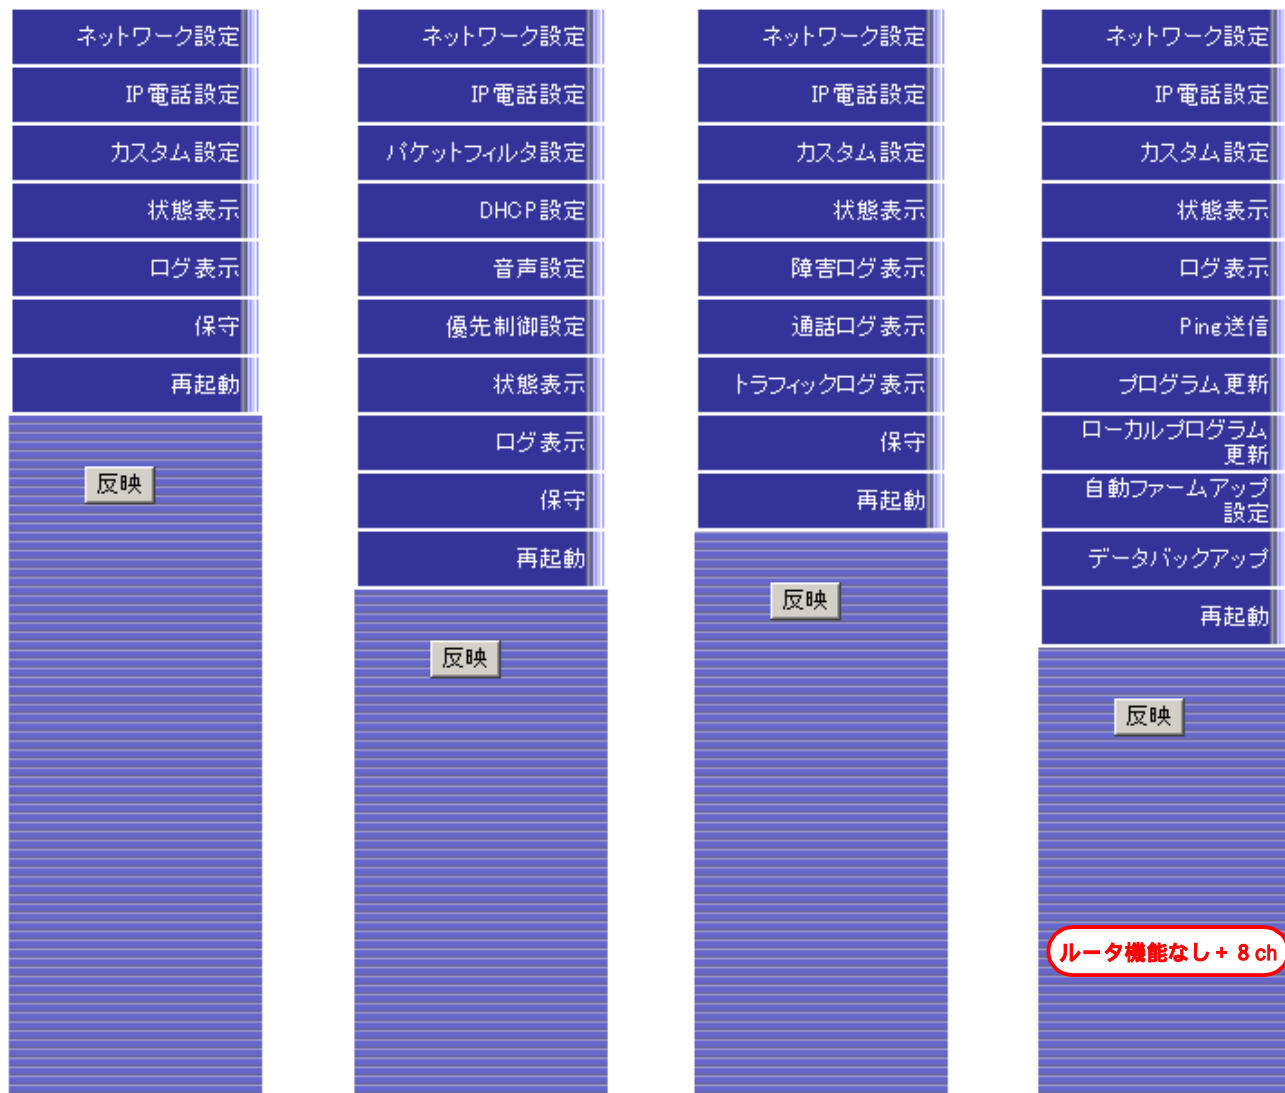 ネットワーク設定
IP電話設定
カスタム設定
状態表示
ログ表示
保守
再起動
反映
ネットワーク設定
IP電話設定
パケットフィルタ設定
DHCP設定
音声設定
優先制御設定
状態表示
ログ表示
保守
再起動
反映
ネットワーク設定
IP電話設定
カスタム設定
状態表示
障害ログ表示
通話ログ表示
トラフィックログ表示
保守
再起動
反映
ネットワーク設定
IP電話設定
カスタム設定
状態表示
ログ表示
Ping送信
プログラム更新
ローカルプログラム
更新
自動ファームアップ
設定
データバックアップ
再起動
反映
ルータ機能なし+8ch